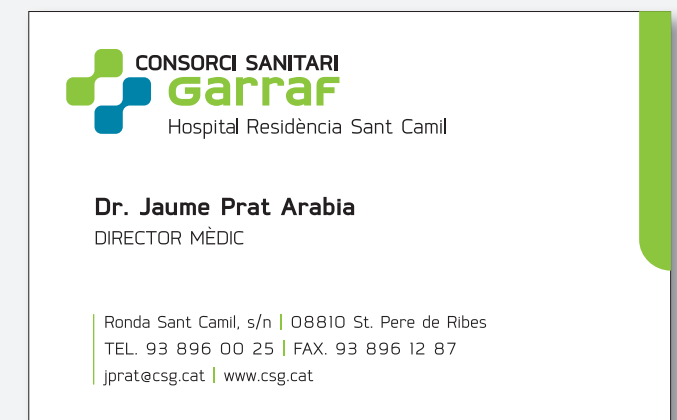 CONSORCI SANITARI
Garraf
Hospital Residència Sant Camil
Dr. Jaume Prat Arabia
DIRECTOR MÈDIC
Ronda Sant Camil, s/n | 08810 St. Pere de Ribes
TEL. 93 896 00 25 | FAX. 93 896 12 87
jprat@csg.cat | www.csg.cat